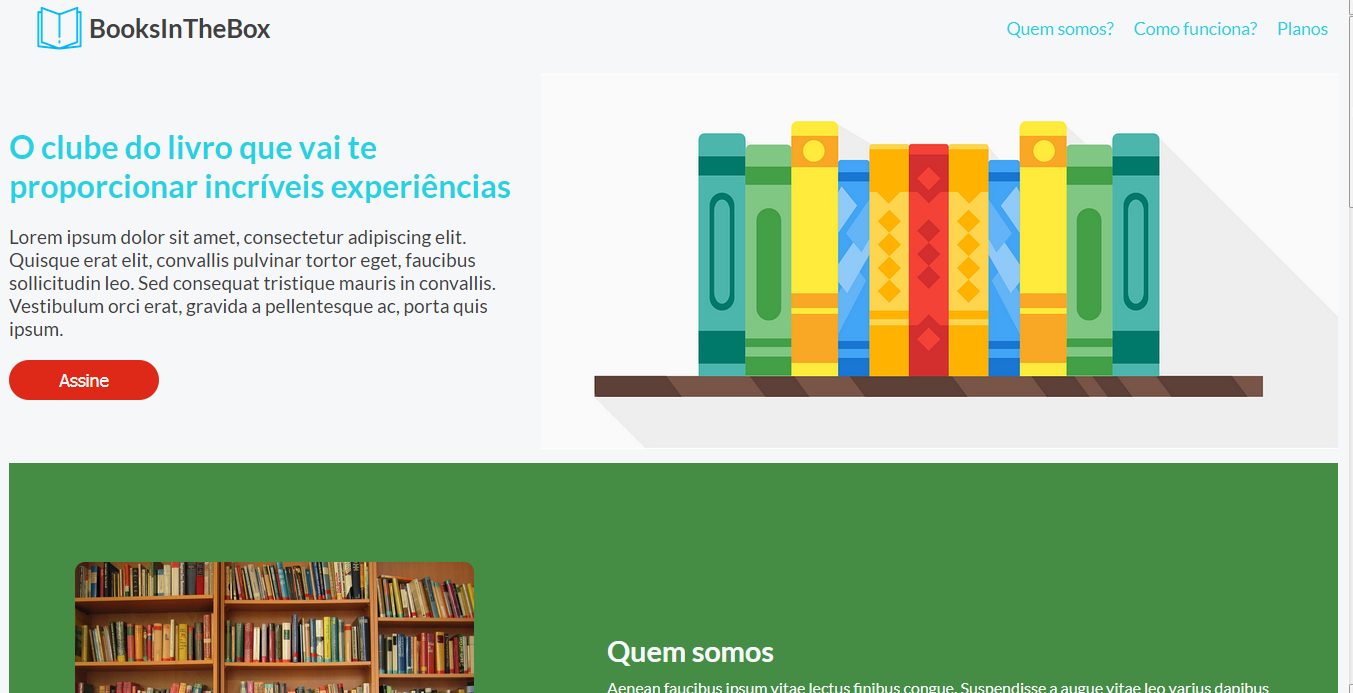 BooksInTheBox
Quem somos?
Como funciona?
Planos
O clube do livro que vai te
proporcionar incríveis experiências
Lorem ipsum dolor sit amet, consectetur adipiscing elit.
Quisque erat elit, convallis pulvinar tortor eget, faucibus
sollicitudin leo. Sed consequat tristique mauris in convallis.
Vestibulum orci erat, gravida a pellentesque ac, porta quis
ipsum.
Assine
Quem somos
Aenean faucibus ipsum vitae lectus finibus congue. Suspendisse a augue vitae leo varius dapibus